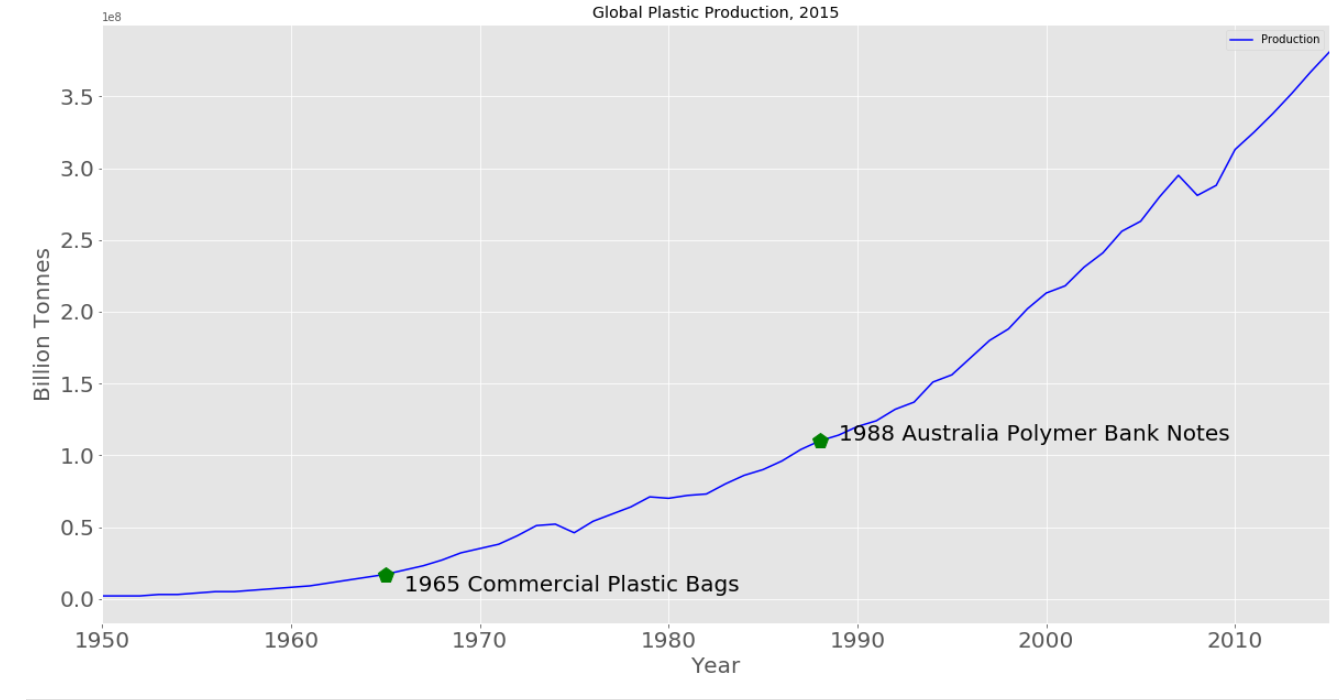 Global Plastic Production, 2015
1e8
Production
3.5
3.0
2.5
2.0
1.5
1.0
0.5
0.0
Billion Tonnes
1988 Australia Polymer Bank Notes
1965 Commercial Plastic Bags
1950 1960 1970 1980 1990 2000 2010
Year